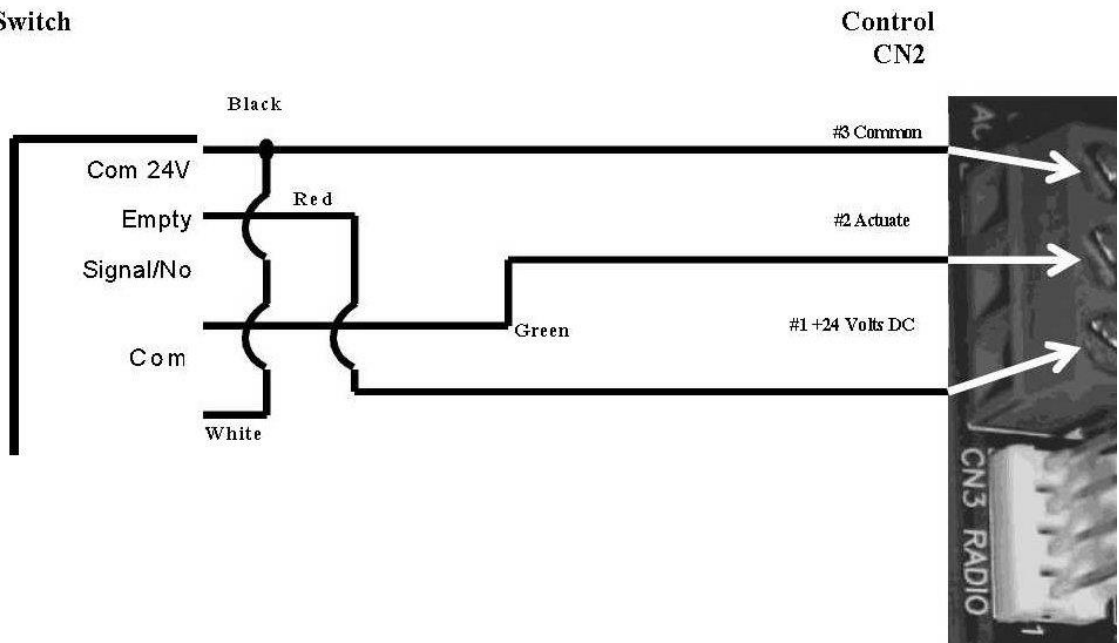 Switch
Control
CN2
Black
#3 Common
Com 24V
Red
Empty
#2 Actuate
Signal/No
Green
#1 +24 Volts DC
Com
White
CN3 RADIO
1